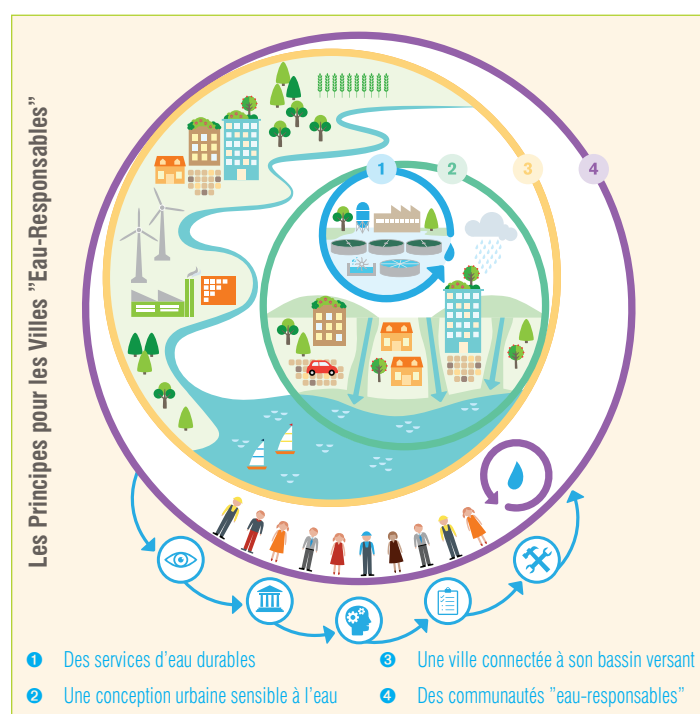 Les Principes pour les Villes "Eau-Responsables"
1 2 3 4
1 Des services d'eau durables
2 Une conception urbaine sensible à l'eau
3 Une ville connectée à son bassin versant
4 Des communautés "eau-responsables"